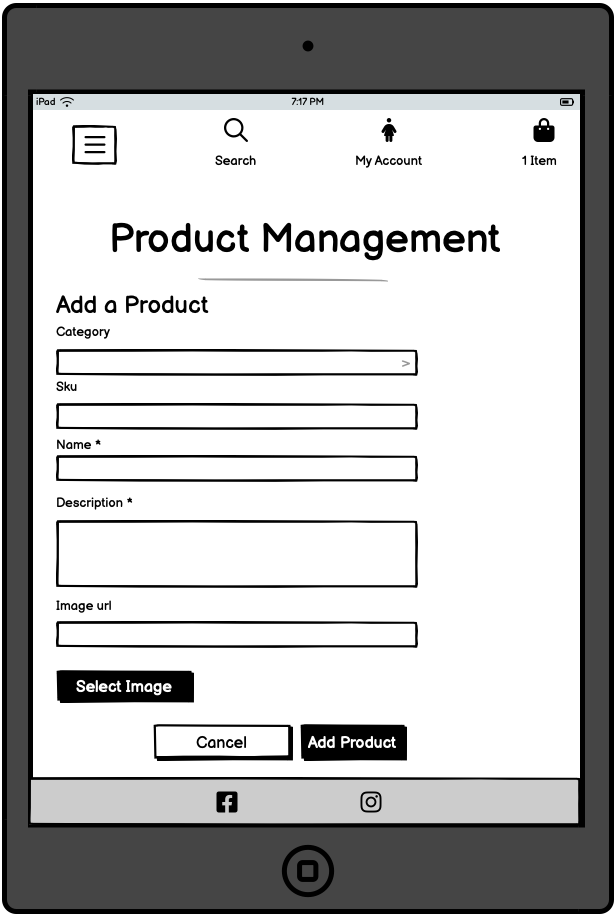 iPad 7:17 PM
Search My Account 1 Item
Product Management
Add a Product
Category
>
Sku
Name *
Description *
Image url
Select Image
Cancel Add Product